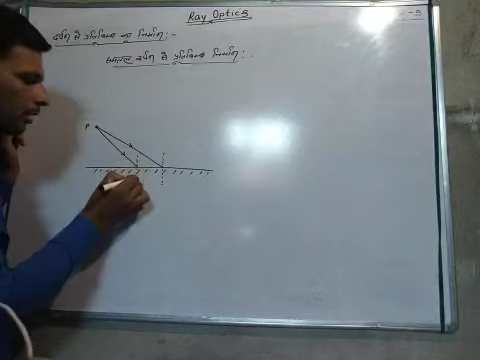 Ray Optics
दर्पण से प्रतिबिम्ब का निर्माण :-
समतल दर्पण से प्रतिबिम्ब निर्माण :
P